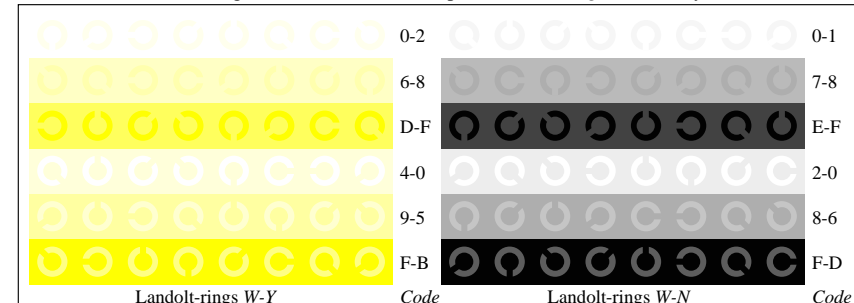 0-2 0-1
6-8 7-8
D-F E-F
4-0 2-0
9-5 8-6
F-B F-D
Landolt-rings W-Y Code Landolt-rings W-N Code